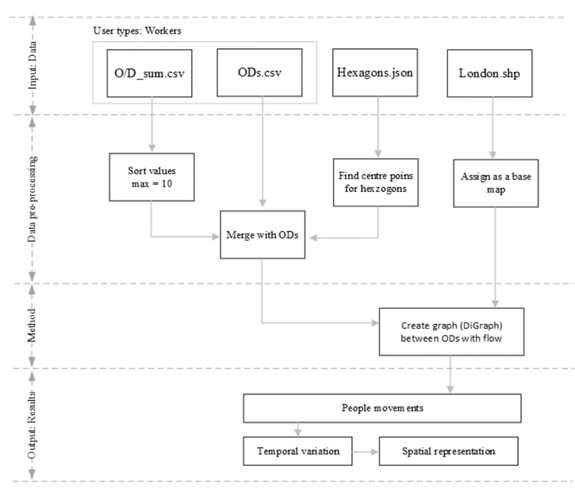 User types: Workers
Input: Data
O/D_sum.csv
ODs.csv
Hexagons.json
London.shp
Data pre-processing
Sort values
max = 10
Find centre poins
for hexzogons
Assign as a base
map
Merge with ODs
Method
Create graph (DiGraph)
between ODs with flow
Output: Results
People movements
Temporal variation
Spatial representation